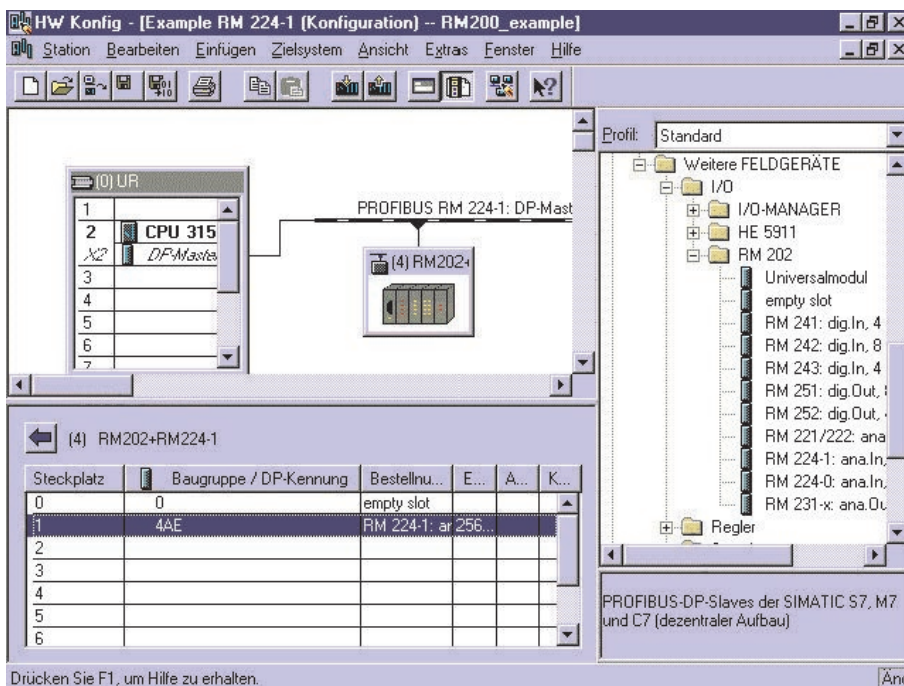 HW Konfig - [Example RM 224-1 (Konfiguration) -- RM200_example]
Station Bearbeiten Einfügen Zielsystem Ansicht Extras Fenster Hilfe
(0) UR
1
2 CPU 315
X2 DP-Maste
3
4
5
6
7
PROFIBUS RM 224-1: DP-Mast
(4) RM202+
Profil: Standard
Weitere FELDGERÄTE
I/O
I/O-MANAGER
HE 5911
RM 202
Universalmodul
empty slot
RM 241: dig.In, 4
RM 242: dig.In, 8
RM 243: dig.In, 4
RM 251: dig.Out,
RM 252: dig.Out,
RM 221/222: ana
RM 224-1: ana.In,
RM 224-0: ana.In,
RM 231-x: ana.Ou
Regler
PROFIBUS-DP-Slaves der SIMATIC S7, M7
und C7 (dezentraler Aufbau)
(4) RM202+RM224-1
Steckplatz Baugruppe / DP-Kennung Bestellnu... E... A... K...
0 0 empty slot
1 4AE RM 224-1: ar 256...
2
3
4
5
6
Drücken Sie F1, um Hilfe zu erhalten. Änd